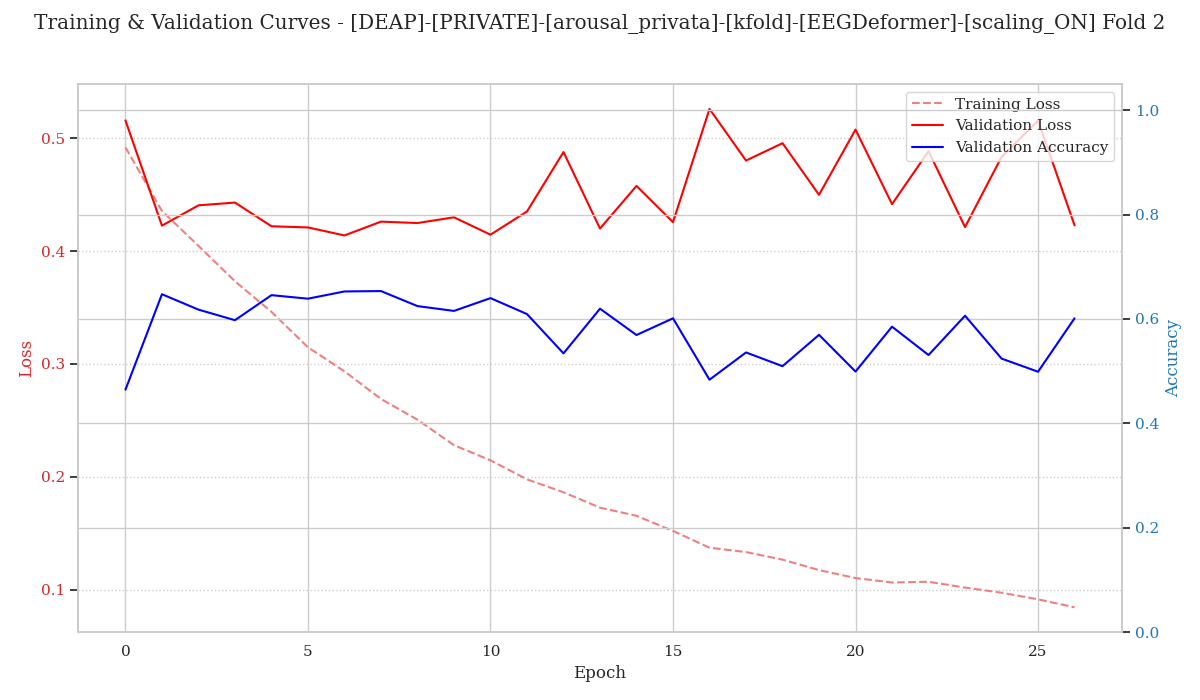 Training & Validation Curves - [DEAP]-[PRIVATE]-[arousal_privata]-[kfold]-[EEGDeformer]-[scaling_ON] Fold 2
Training Loss
Validation Loss
Validation Accuracy
Loss
0.5
0.4
0.3
0.2
0.1
1.0
0.8
0.6
0.4
0.2
0.0
Accuracy
0 5 10 15 20 25
Epoch